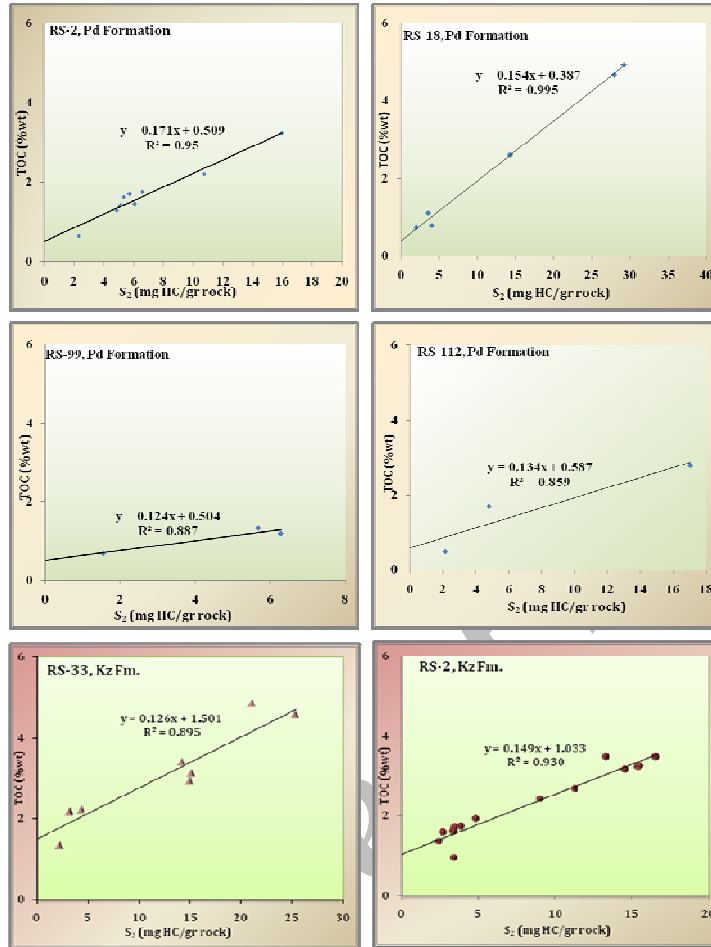 RS-2, Pd Formation
6
4
2
0
TOC (%wt)
y 0.171x + 0.509
R² = 0.95
0 2 4 6 8 10 12 14 16 18 20
S₂ (mg HC/gr rock)
RS 18, Pd Formation
6
4
2
0
TOC (%wt)
y 0.154x + 0.387
R² = 0.995
0 5 10 15 20 25 30 35 40
S₂ (mg HC/gr rock)
RS-99, Pd Formation
6
4
2
0
TOC (%wt)
y 0.124x + 0.504
R² = 0.887
0 2 4 6 8
S₂ (mg HC/gr rock)
RS 112, Pd Formation
6
4
2
0
TOC (%wt)
y = 0.134x + 0.587
R² 0.859
0 2 4 6 8 10 12 14 16 18
S₂ (mg HC/gr rock)
RS-33, Kz Fm.
6
4
2
0
TOC (%wt)
y = 0.126x + 1.501
R² = 0.895
0 5 10 15 20 25 30
S₂ (mg HC/gr rock)
RS-2, Kz Fm.
6
4
2
0
TOC (%wt)
y = 0.149x + 1.033
R² = 0.930
0 5 10 15 20
S₂ (mg HC/gr rock)